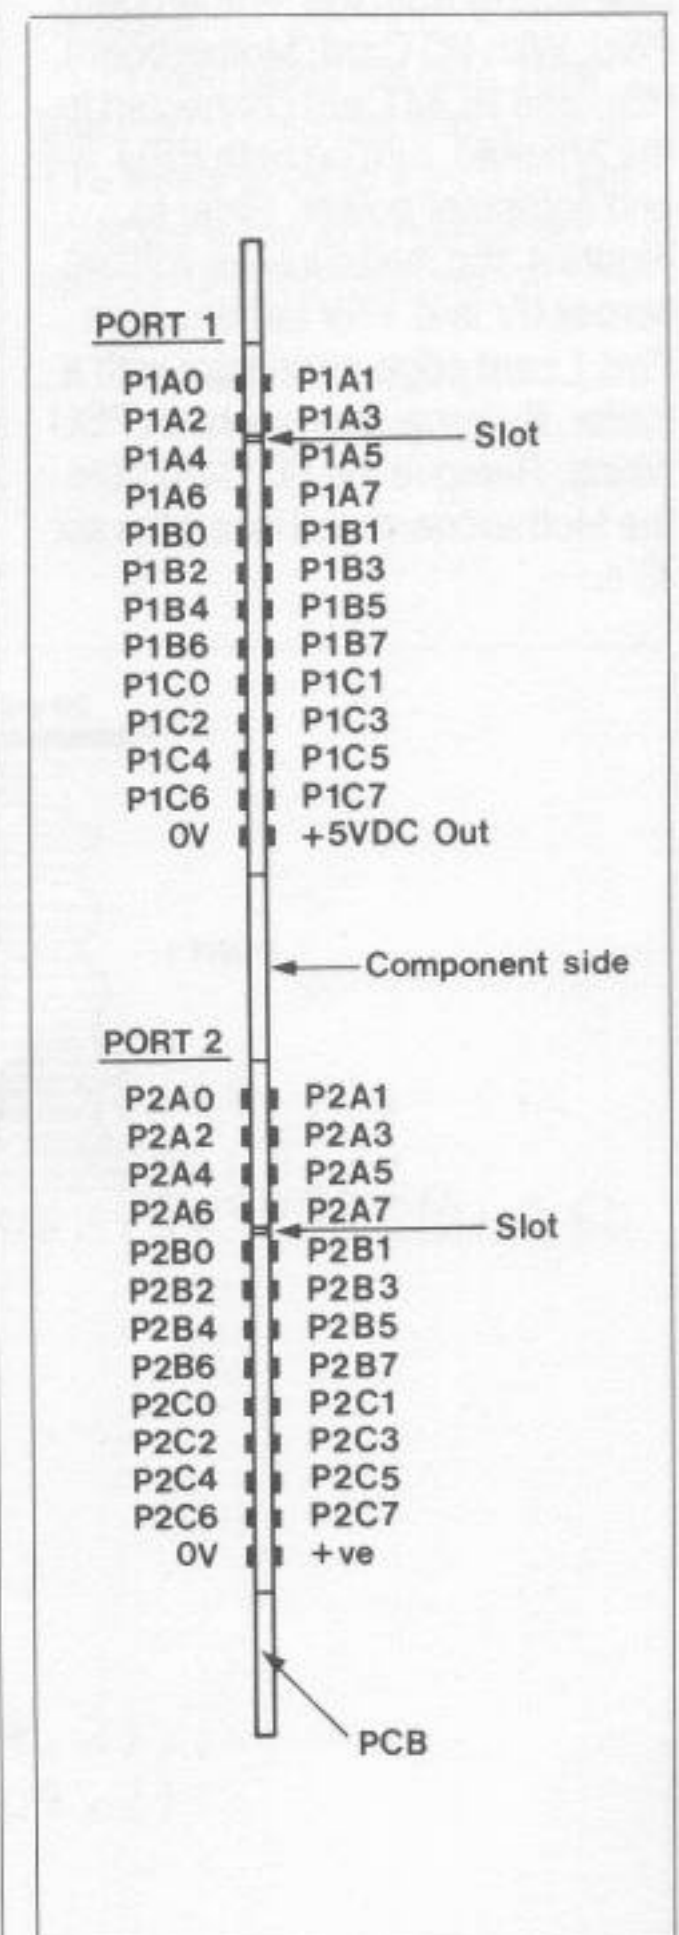 PORT 1
P1A0 P1A1
P1A2 P1A3
Slot
P1A4 P1A5
P1A6 P1A7
P1B0 P1B1
P1B2 P1B3
P1B4 P1B5
P1B6 P1B7
P1C0 P1C1
P1C2 P1C3
P1C4 P1C5
P1C6 P1C7
0V +5VDC Out
Component side
PORT 2
P2A0 P2A1
P2A2 P2A3
P2A4 P2A5
P2A6 P2A7
Slot
P2B0 P2B1
P2B2 P2B3
P2B4 P2B5
P2B6 P2B7
P2C0 P2C1
P2C2 P2C3
P2C4 P2C5
P2C6 P2C7
0V +ve
PCB